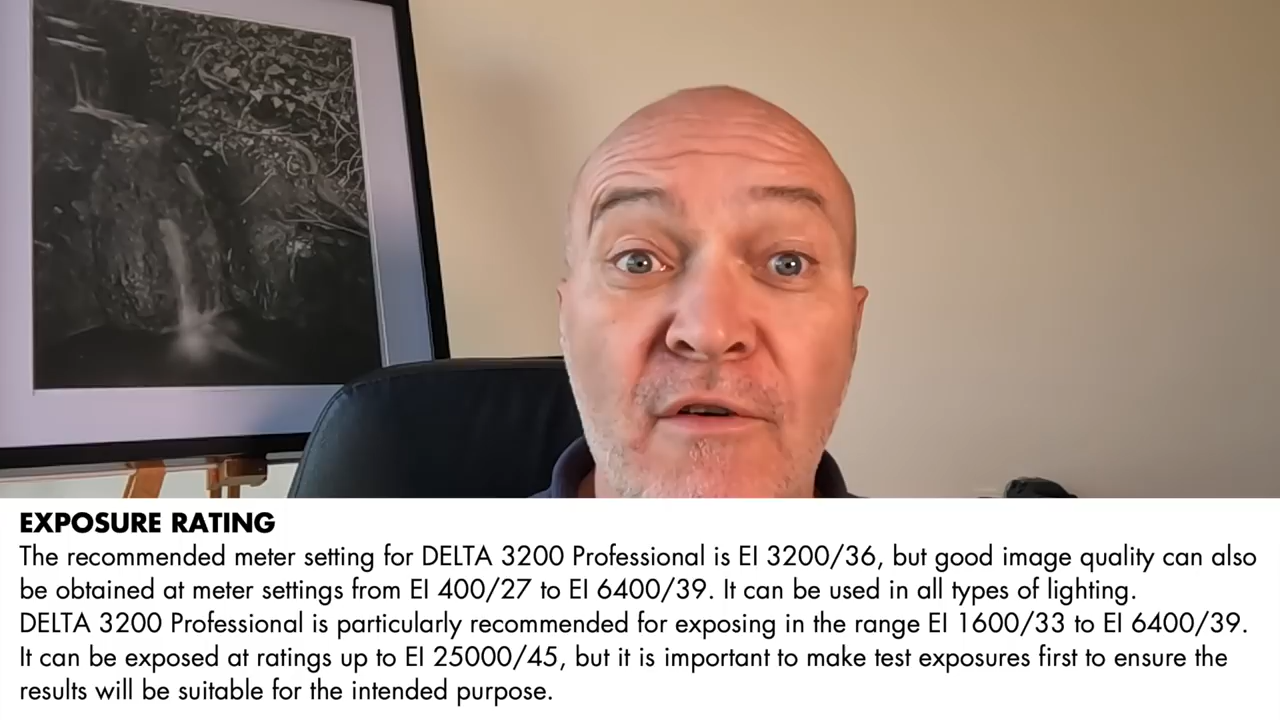 EXPOSURE RATING
The recommended meter setting for DELTA 3200 Professional is EI 3200/36, but good image quality can also
be obtained at meter settings from EI 400/27 to EI 6400/39. It can be used in all types of lighting.
DELTA 3200 Professional is particularly recommended for exposing in the range EI 1600/33 to EI 6400/39.
It can be exposed at ratings up to EI 25000/45, but it is important to make test exposures first to ensure the
results will be suitable for the intended purpose.